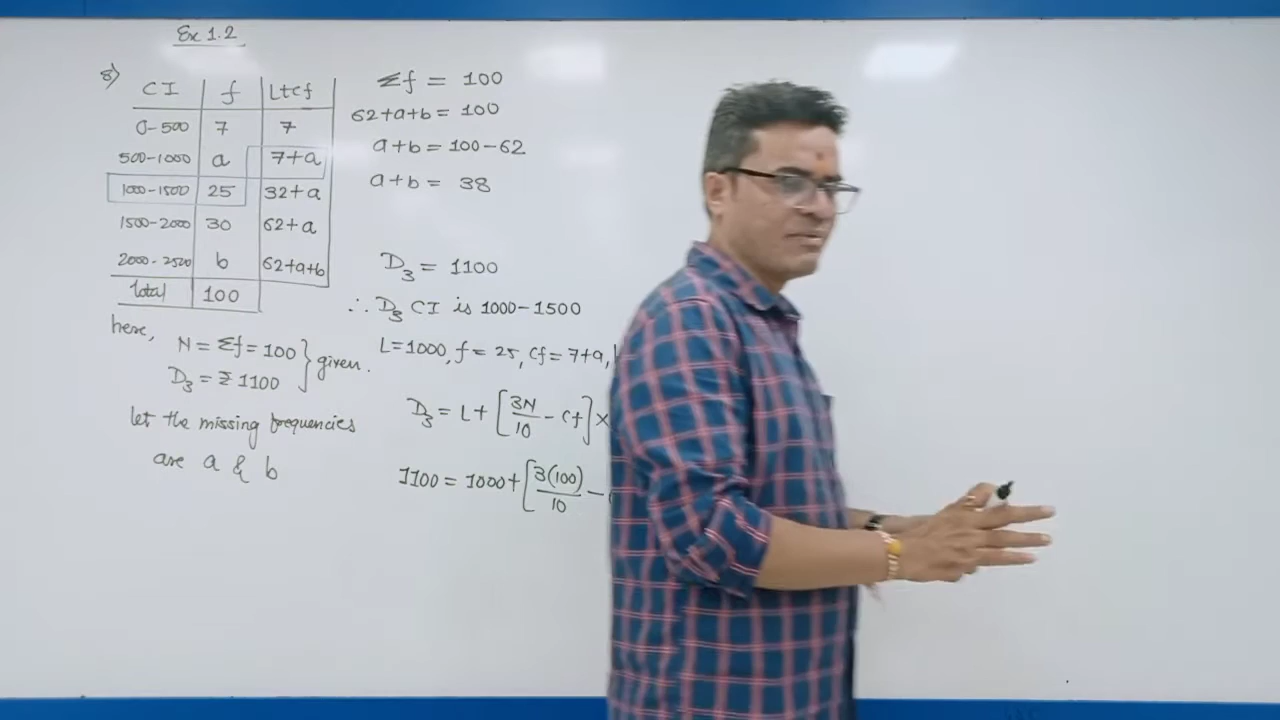 Ex 1.2
8)
CI f Ltcf
0-500 7 7
500-1000 a 7+a
1000-1500 25 32+a
1500-2000 30 62+a
2000-2500 b 62+a+b
Total 100
here,
N = Σf = 100
D₃ = ₹ 1100
} given.
let the missing frequencies
are a & b
Σf = 100
62+a+b = 100
a+b = 100-62
a+b = 38
D₃ = 1100
∴ D₃ CI is 1000-1500
L=1000, f = 25, Cf = 7+a,
D₃ = L + [3N/10 - Cf] ×
1100 = 1000 + [3(100)/10 -